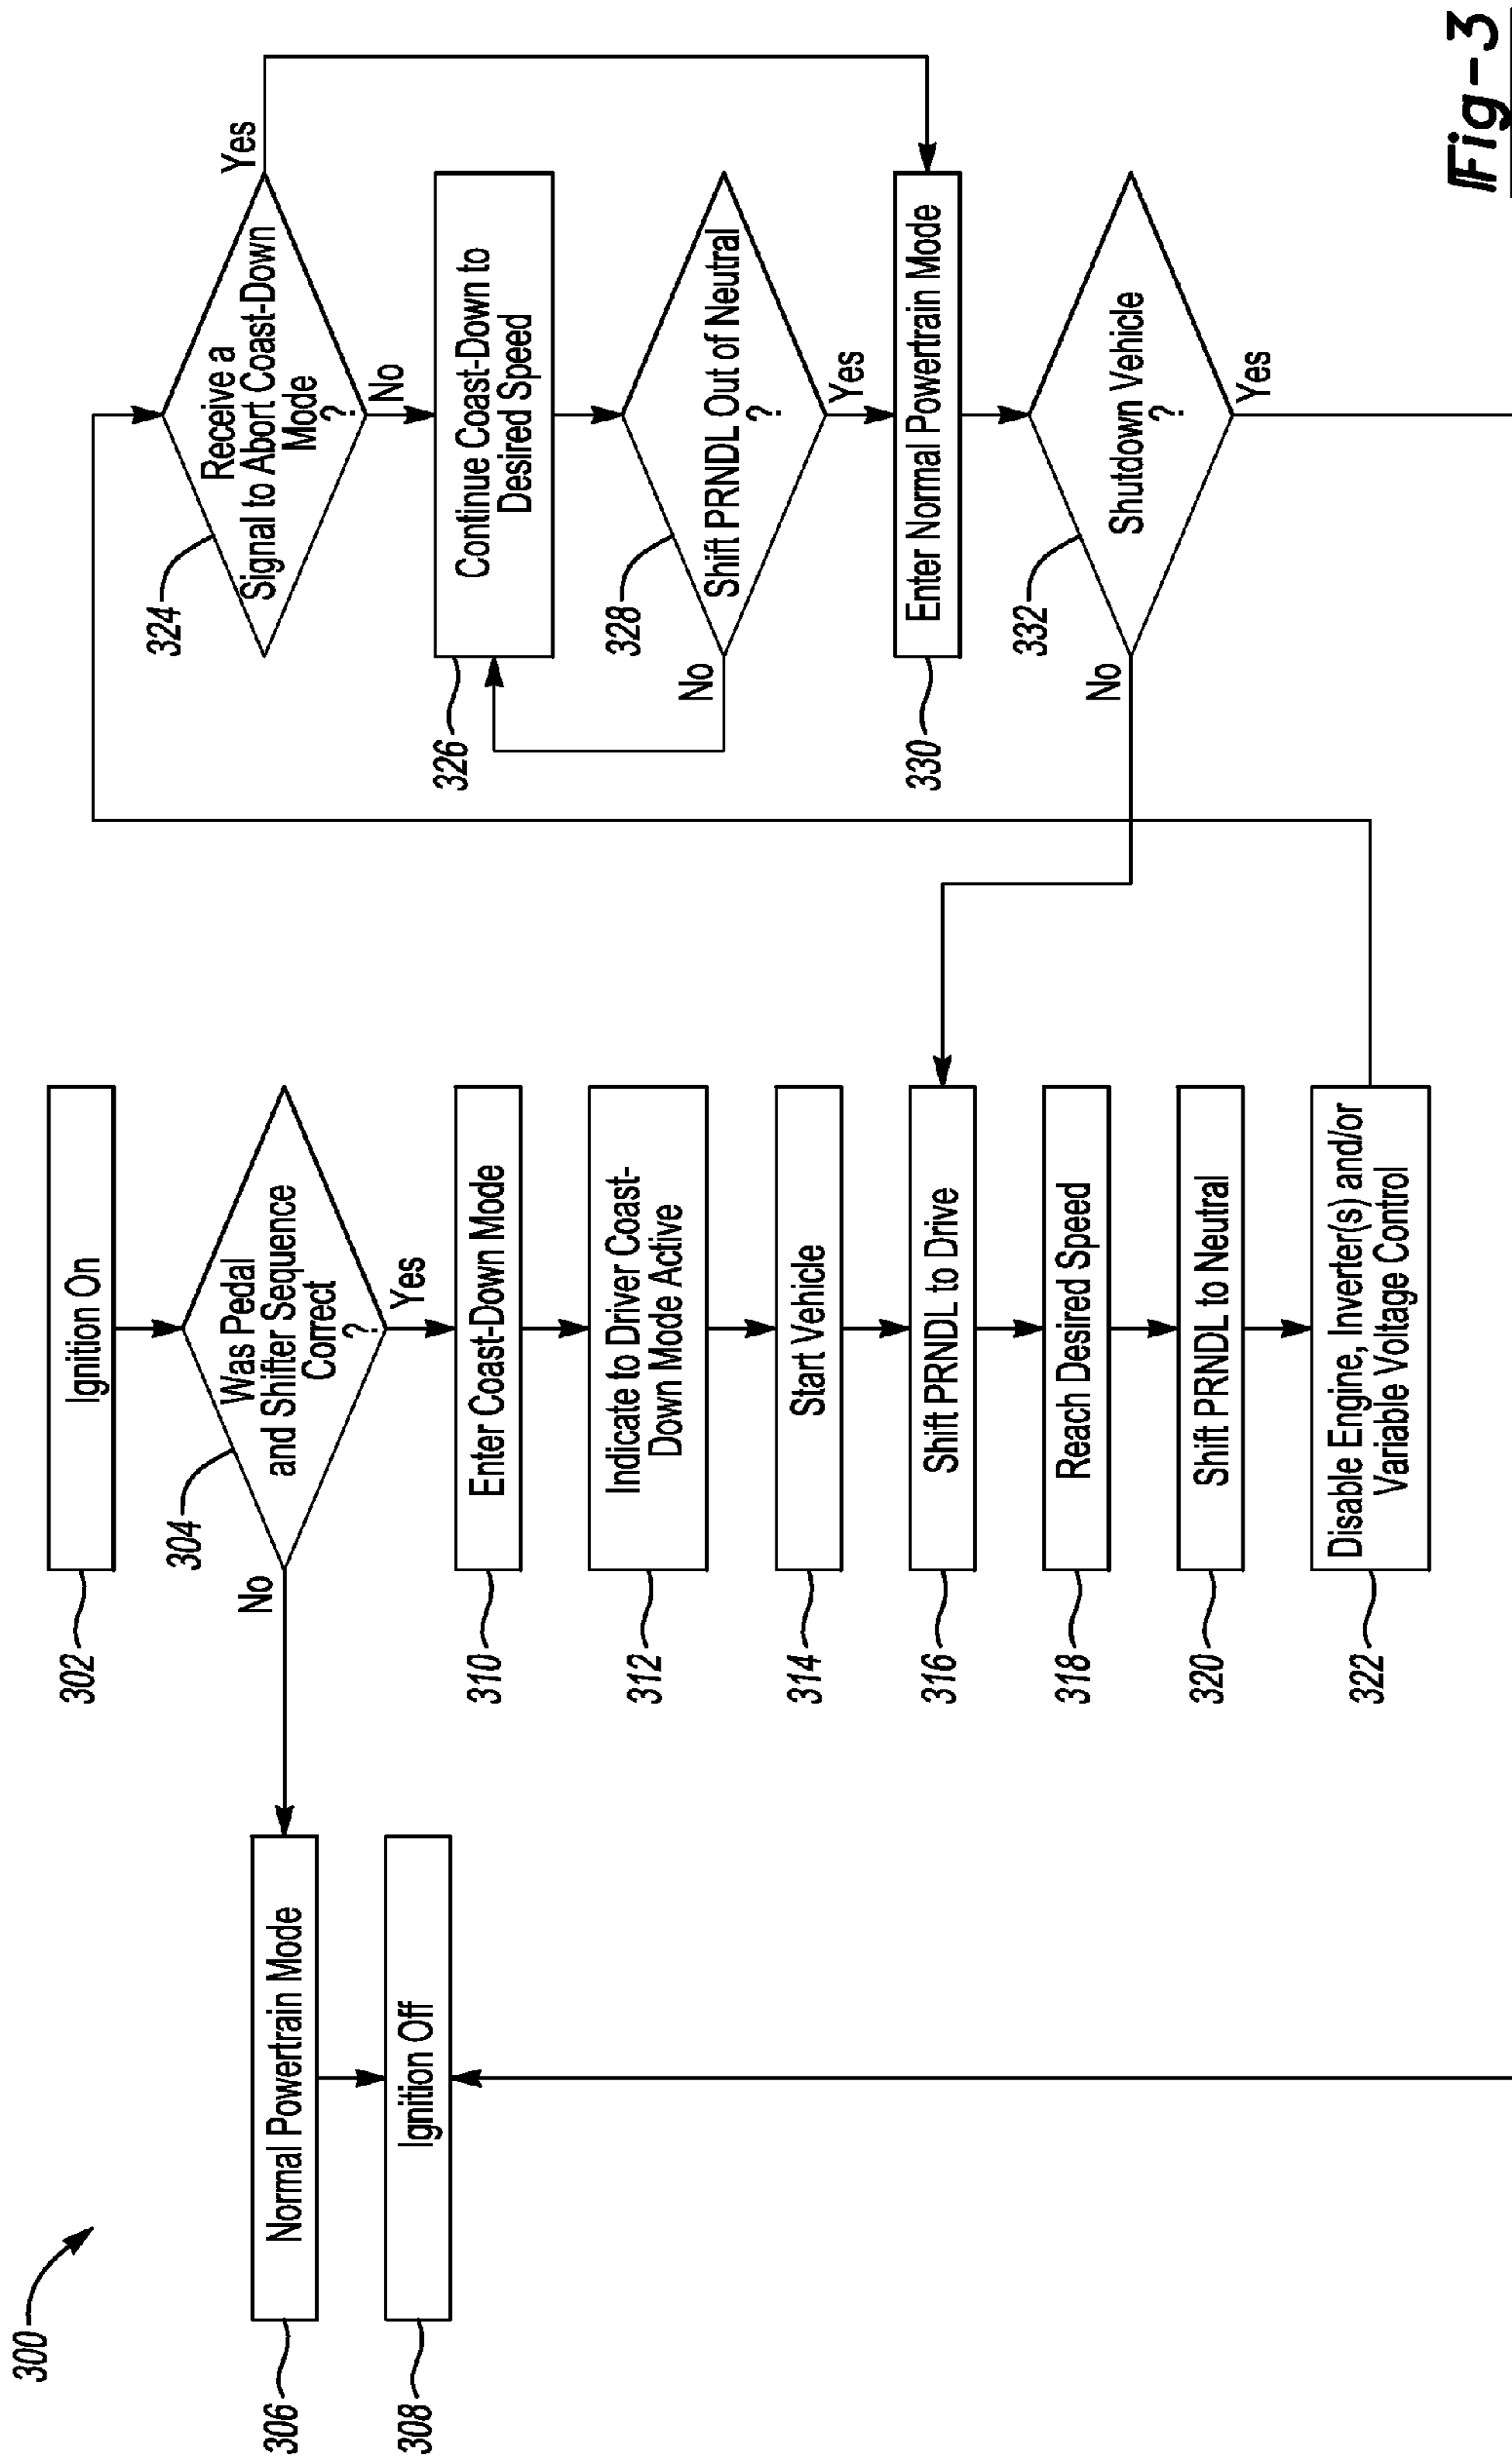 300
302
Ignition On
304
Was Pedal
and Shifter Sequence
Correct
?
No
Yes
306
Normal Powertrain Mode
308
Ignition Off
310
Enter Coast-Down Mode
312
Indicate to Driver Coast-
Down Mode Active
314
Start Vehicle
316
Shift PRNDL to Drive
318
Reach Desired Speed
320
Shift PRNDL to Neutral
322
Disable Engine, Inverter(s) and/or
Variable Voltage Control
324
Receive a
Signal to Abort Coast-Down
Mode
?
Yes
No
326
Continue Coast-Down to
Desired Speed
328
Shift PRNDL Out of Neutral
?
No
Yes
330
Enter Normal Powertrain Mode
332
Shutdown Vehicle
?
No
Yes
Fig-3